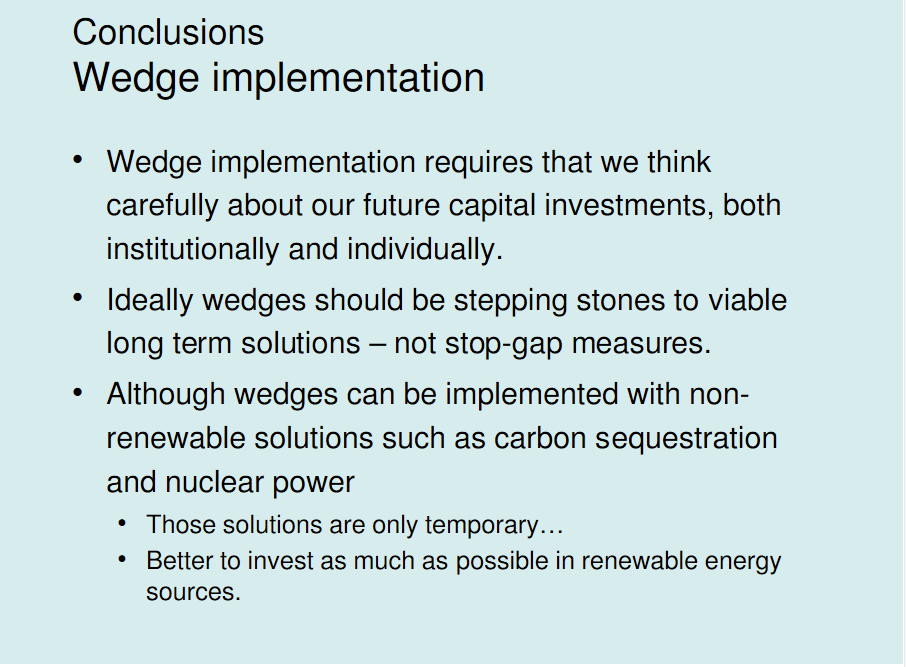 Conclusions
Wedge implementation
• Wedge implementation requires that we think
carefully about our future capital investments, both
institutionally and individually.
• Ideally wedges should be stepping stones to viable
long term solutions – not stop-gap measures.
• Although wedges can be implemented with non-
renewable solutions such as carbon sequestration
and nuclear power
• Those solutions are only temporary…
• Better to invest as much as possible in renewable energy
sources.